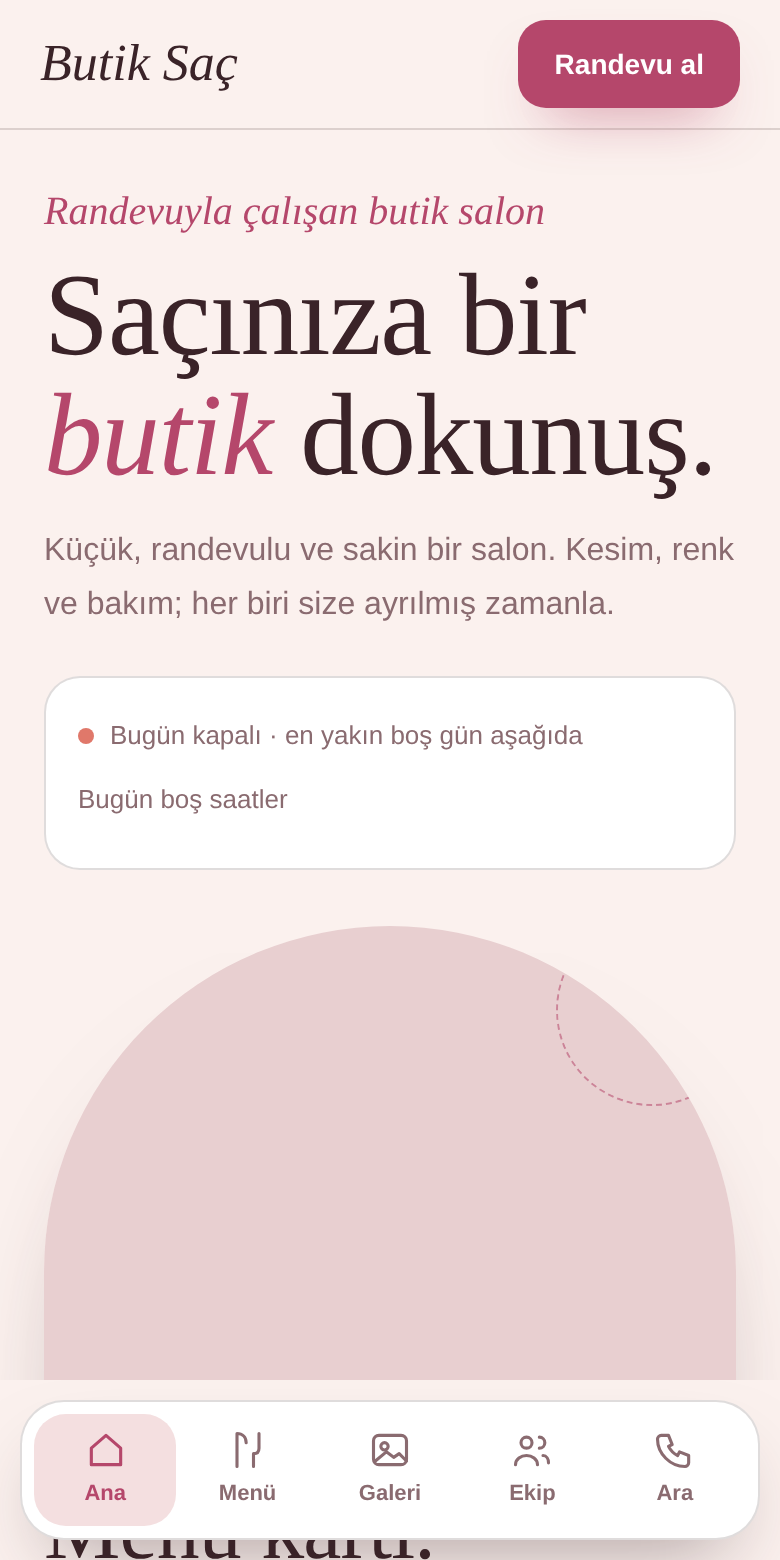 Butik Saç
Randevu al
Randevuyla çalışan butik salon
Saçınıza bir
butik dokunuş.
Küçük, randevulu ve sakin bir salon. Kesim, renk
ve bakım; her biri size ayrılmış zamanla.
Bugün kapalı · en yakın boş gün aşağıda
Bugün boş saatler
Ana
Menü
Galeri
Ekip
Ara
Menü kartı.